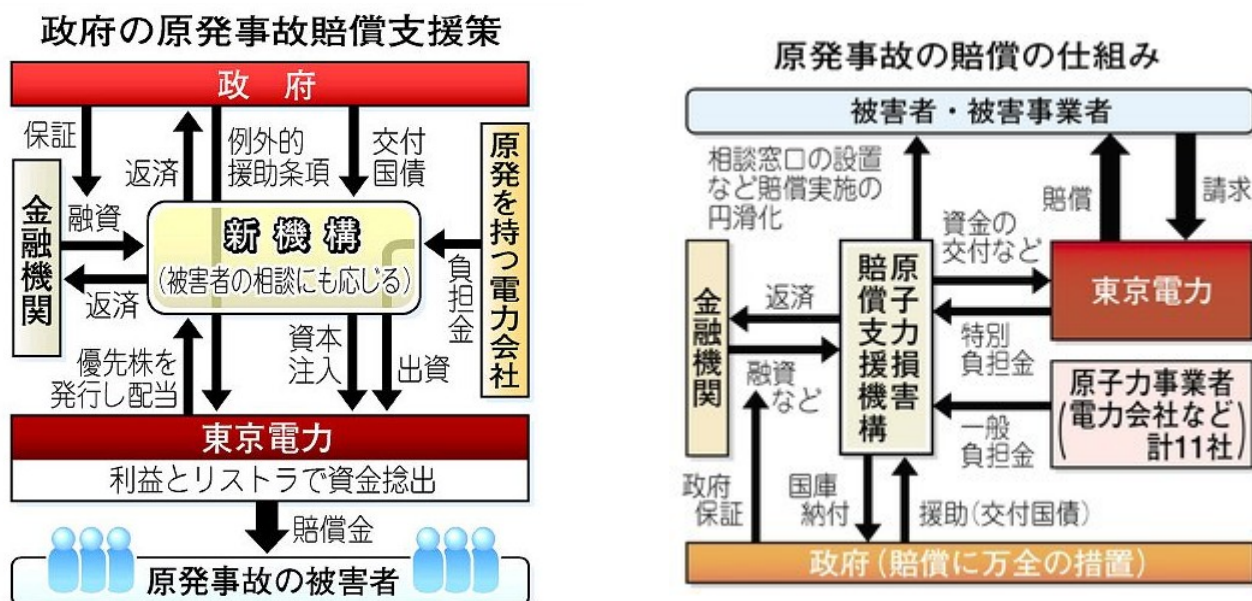 政府の原発事故賠償支援策
政府
保証
返済
例外的
援助条項
交付
国債
金融機関
融資
返済
新機構
(被害者の相談にも応じる)
負担金
原発を持つ電力会社
優先株を
発行し配当
資本
注入
出資
東京電力
利益とリストラで資金捻出
賠償金
原発事故の被害者
原発事故の賠償の仕組み
被害者・被害事業者
相談窓口の設置
など賠償実施の
円滑化
賠償
請求
資金の
交付など
東京電力
金融機関
返済
融資
など
原子力損害
賠償支援機構
特別
負担金
一般
負担金
原子力事業者
(電力会社など
計11社)
政府
保証
国庫
納付
援助(交付国債)
政府(賠償に万全の措置)